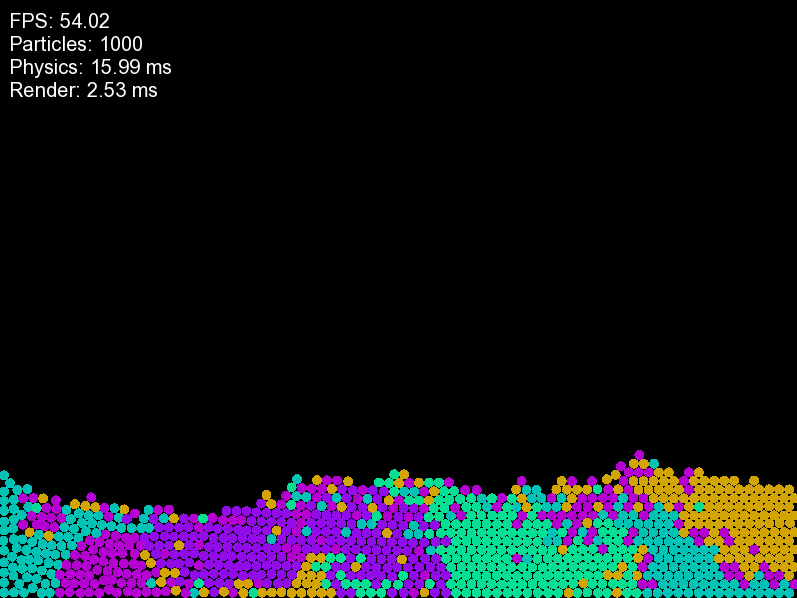 FPS: 54.02
Particles: 1000
Physics: 15.99 ms
Render: 2.53 ms